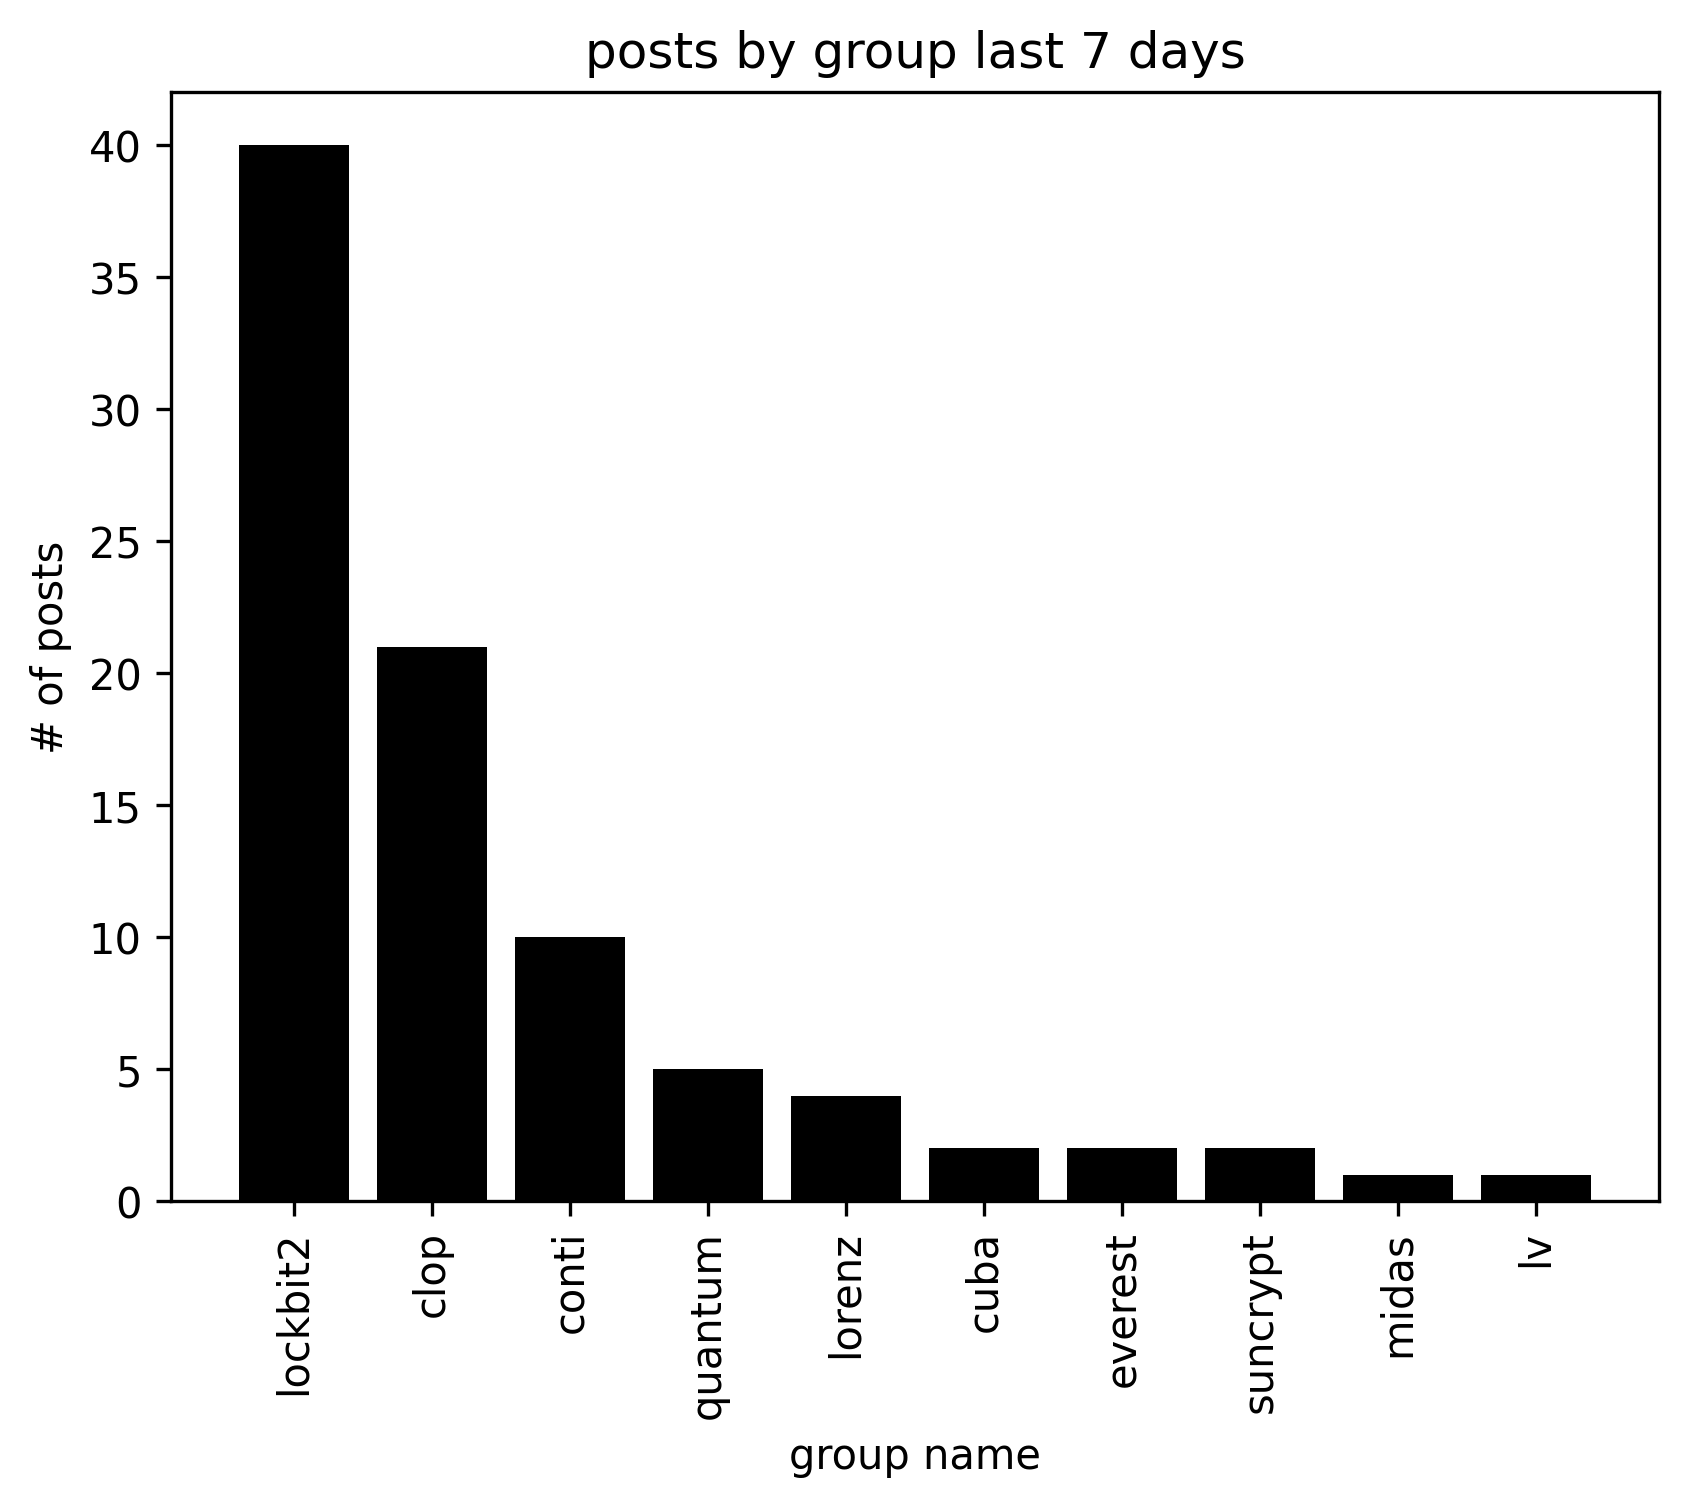 posts by group last 7 days
# of posts
40
35
30
25
20
15
10
5
0
lockbit2
clop
conti
quantum
lorenz
cuba
everest
suncrypt
midas
lv
group name